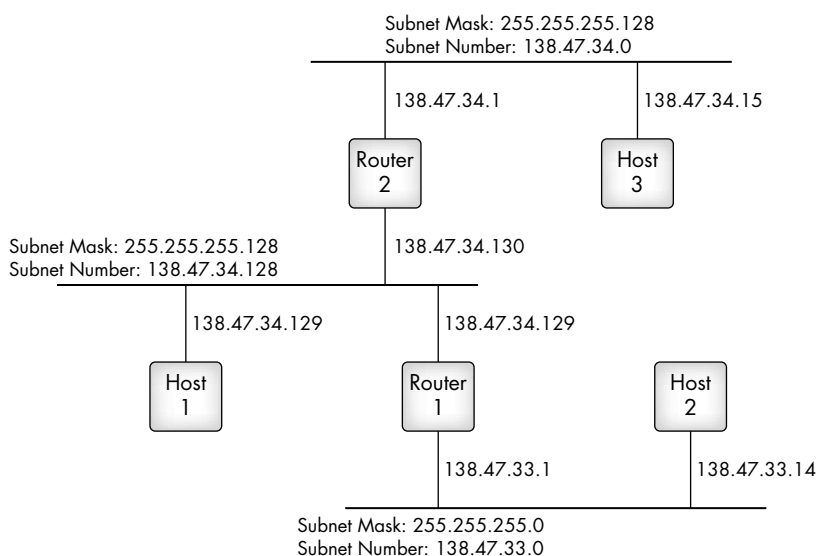 Subnet Mask: 255.255.255.128
Subnet Number: 138.47.34.0
138.47.34.1
138.47.34.15
Router
2
Host
3
Subnet Mask: 255.255.255.128
Subnet Number: 138.47.34.128
138.47.34.130
138.47.34.129
138.47.34.129
Host
1
Router
1
Host
2
138.47.33.1
138.47.33.14
Subnet Mask: 255.255.255.0
Subnet Number: 138.47.33.0